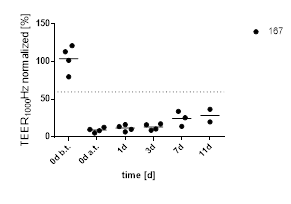 TEER1000Hz normalized [%]
150
100
50
0
0d b.t.
0d a.t.
1d
3d
7d
11d
time [d]
167